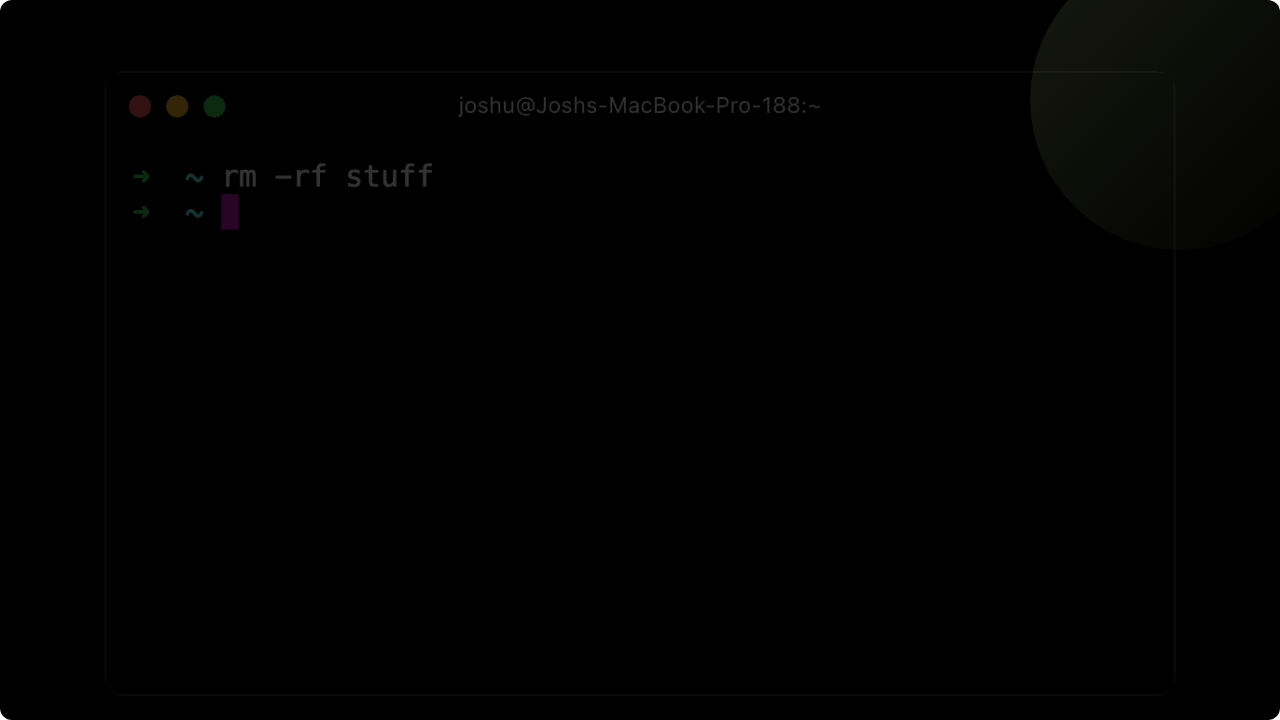 joshu@Joshs-MacBook-Pro-188:~
➜ ~ rm -rf stuff
➜ ~